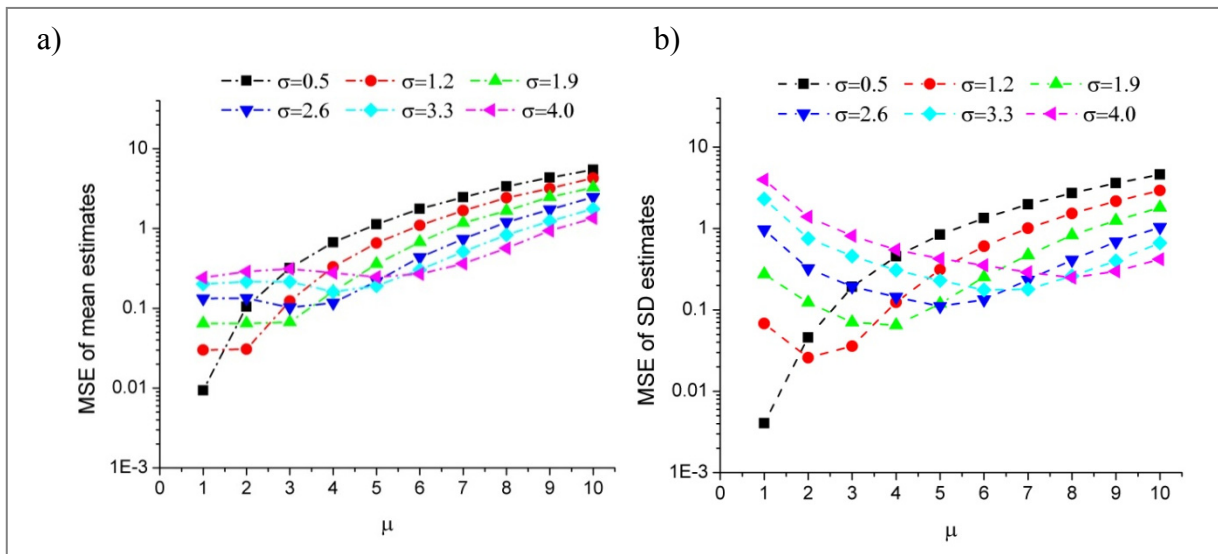 a)
σ=0.5 σ=1.2 σ=1.9
σ=2.6 σ=3.3 σ=4.0
10
1
0.1
0.01
1E-3
MSE of mean estimates
0 1 2 3 4 5 6 7 8 9 10
μ
b)
σ=0.5 σ=1.2 σ=1.9
σ=2.6 σ=3.3 σ=4.0
10
1
0.1
0.01
1E-3
MSE of SD estimates
0 1 2 3 4 5 6 7 8 9 10
μ